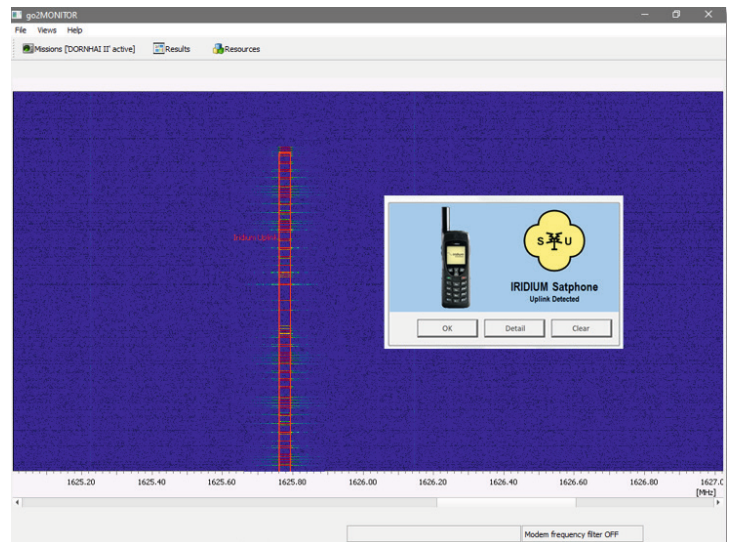 go2MONITOR
File Views Help
Missions ['DORNHAI II' active] Results Resources
S Y U
IRIDIUM Satphone
Uplink Detected
OK Detail Clear
1625.20 1625.40 1625.60 1625.80 1626.00 1626.20 1626.40 1626.60 1626.80 1627.0
[MHz]
Modem frequency filter OFF